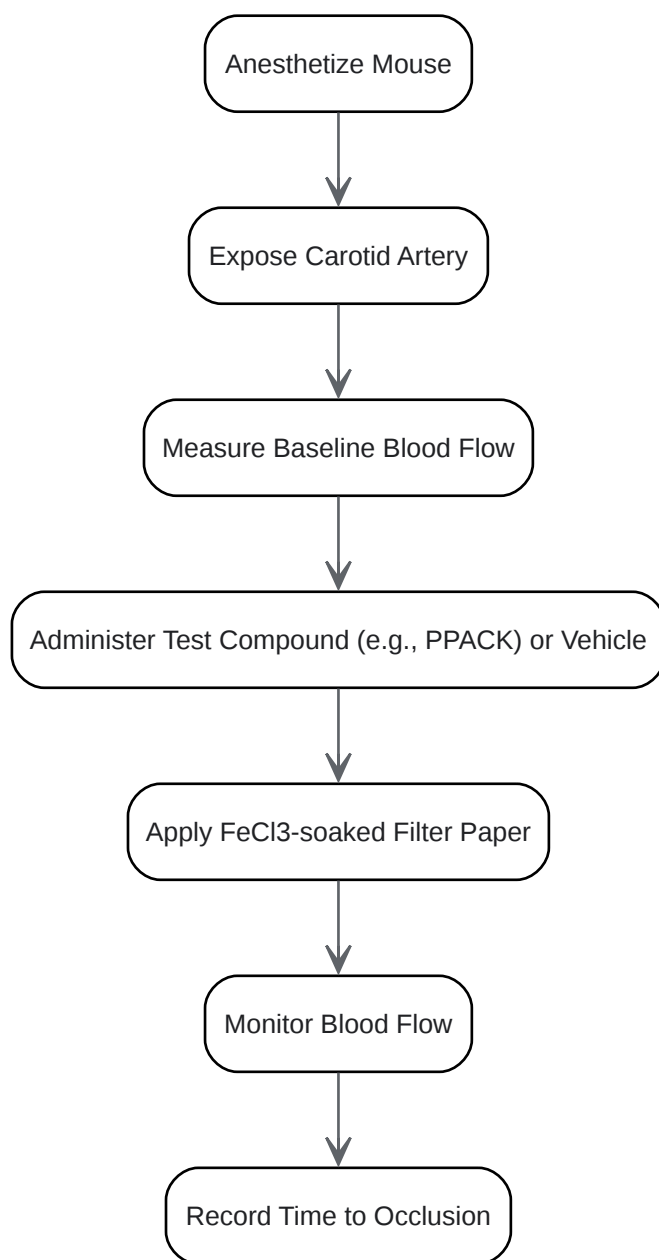 Anesthetize Mouse
Expose Carotid Artery
Measure Baseline Blood Flow
Administer Test Compound (e.g., PPACK) or Vehicle
Apply FeCl3-soaked Filter Paper
Monitor Blood Flow
Record Time to Occlusion